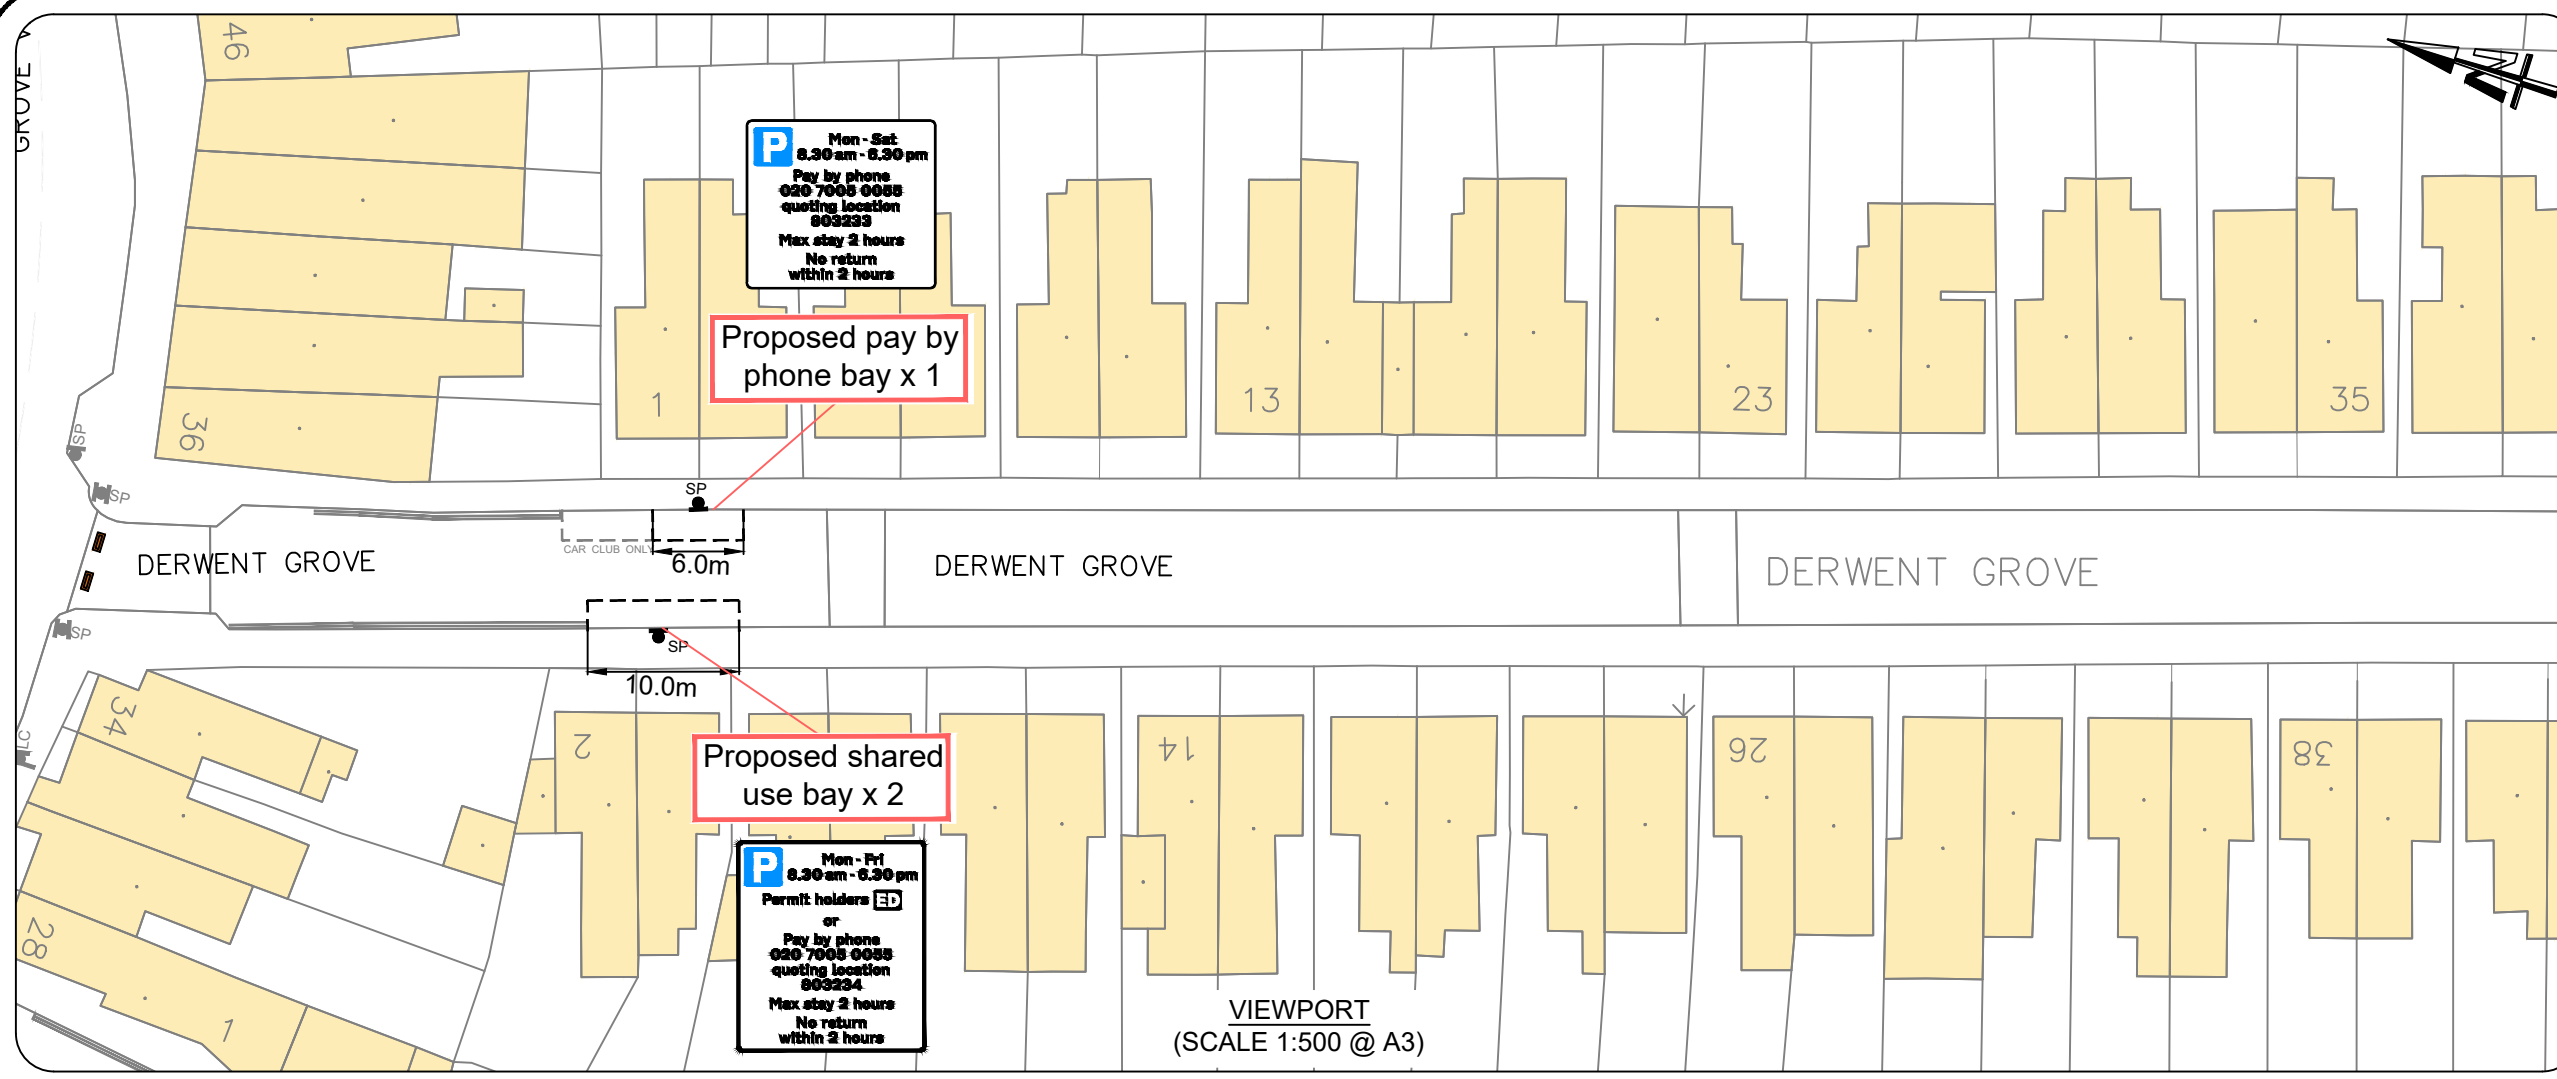 46
GROVE
P
Mon - Sat
8.30 am - 6.30 pm
Pay by phone
020 7005 0055
quoting location
803233
Max stay 2 hours
No return
within 2 hours
Proposed pay by
phone bay x 1
1
13
23
35
36
SP
SP
SP
CAR CLUB ONLY
6.0m
DERWENT GROVE
DERWENT GROVE
DERWENT GROVE
SP
SP
10.0m
34
LC
2
14
26
38
Proposed shared
use bay x 2
P
Mon - Fri
8.30 am - 6.30 pm
Permit holders ED
or
Pay by phone
020 7005 0055
quoting location
803234
Max stay 2 hours
No return
within 2 hours
28
1
VIEWPORT
(SCALE 1:500 @ A3)
N